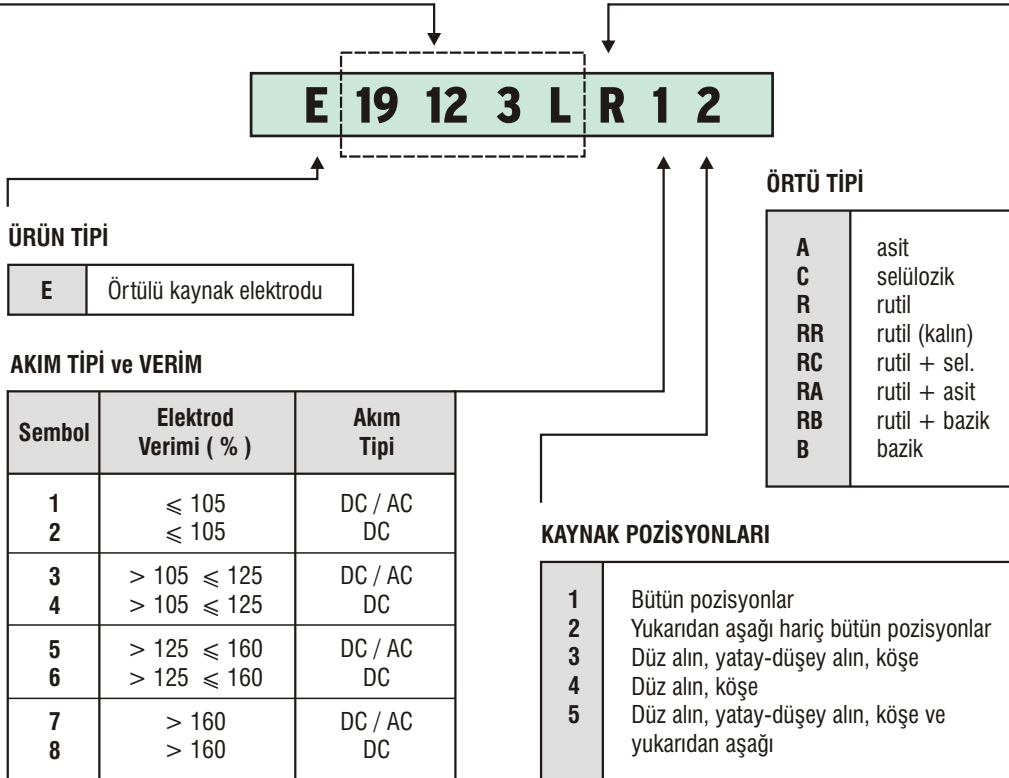 E 19 12 3 L R 1 2
ÜRÜN TİPİ
E Örtülü kaynak elektrodu
AKIM TİPİ ve VERİM
Sembol Elektrod Verimi ( % ) Akım Tipi
1 ⩽ 105 DC / AC
2 ⩽ 105 DC
3 > 105 ⩽ 125 DC / AC
4 > 105 ⩽ 125 DC
5 > 125 ⩽ 160 DC / AC
6 > 125 ⩽ 160 DC
7 > 160 DC / AC
8 > 160 DC
ÖRTÜ TİPİ
A asit
C selülozik
R rutil
RR rutil (kalın)
RC rutil + sel.
RA rutil + asit
RB rutil + bazik
B bazik
KAYNAK POZİSYONLARI
1 Bütün pozisyonlar
2 Yukarıdan aşağı hariç bütün pozisyonlar
3 Düz alın, yatay-düşey alın, köşe
4 Düz alın, köşe
5 Düz alın, yatay-düşey alın, köşe ve
yukarıdan aşağı